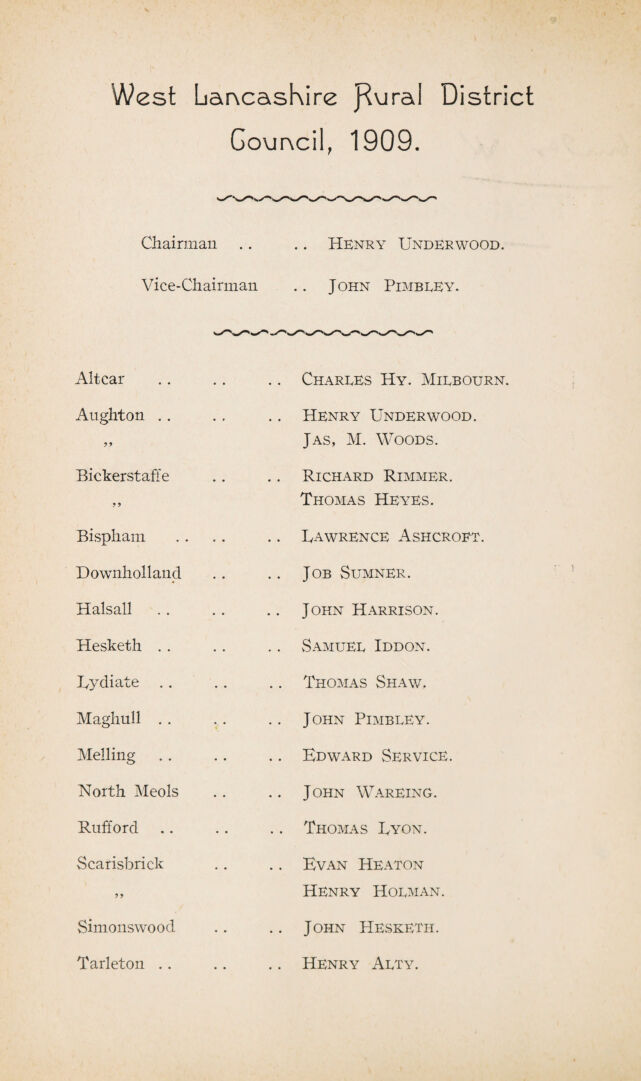 West Lancashire Rural District
Council, 1909.
Chairman .. .. HENRY UNDERWOOD.
Vice-Chairman .. JOHN PIMBLEY.
Altcar .. .. .. CHARLES HY. MILBOURN.
Aughton .. .. .. HENRY UNDERWOOD.
„ JAS, M. WOODS.
Bickerstaffe .. .. RICHARD RIMMER.
„ THOMAS HEYES.
Bispham .. .. .. LAWRENCE ASHCROFT.
Downholland .. .. JOB SUMNER.
Halsall .. .. .. JOHN HARRISON.
Hesketh .. .. .. SAMUEL IDDON.
Lydiate .. .. .. THOMAS SHAW.
Maghull .. .. .. JOHN PIMBLEY.
Melling .. .. .. EDWARD SERVICE.
North Meols .. .. JOHN WAREING.
Rufford .. .. .. THOMAS LYON.
Scarisbrick .. .. EVAN HEATON
„ HENRY HOLMAN.
Simonswood .. .. JOHN HESKETH.
Tarleton .. .. .. HENRY ALTY.